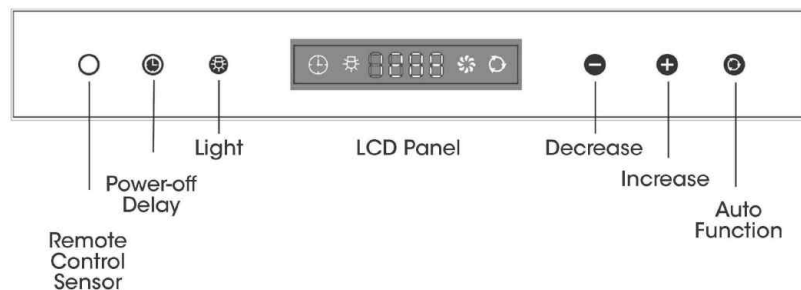 Light
LCD Panel
Decrease
Increase
Power-off
Delay
Auto
Function
Remote
Control
Sensor